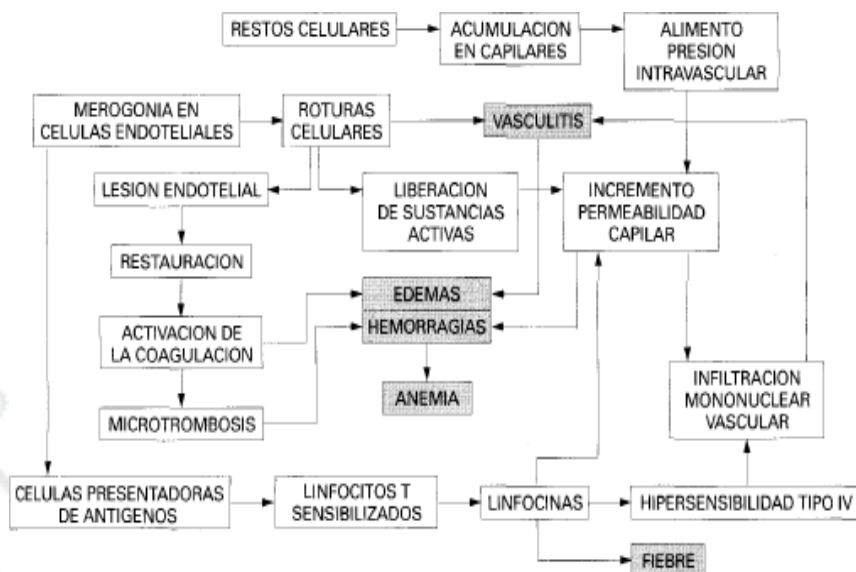 RESTOS CELULARES
ACUMULACION
EN CAPILARES
ALIMENTO
PRESION
INTRAVASCULAR
MEROGONIA EN
CELULAS ENDOTELIALES
ROTURAS
CELULARES
VASCULITIS
LESION ENDOTELIAL
LIBERACION
DE SUSTANCIAS
ACTIVAS
INCREMENTO
PERMEABILIDAD
CAPILAR
RESTAURACION
EDEMAS
HEMORRAGIAS
ACTIVACION DE
LA COAGULACION
ANEMIA
INFILTRACION
MONONUCLEAR
VASCULAR
MICROTROMBOSIS
CELULAS PRESENTADORAS
DE ANTIGENOS
LINFOCITOS T
SENSIBILIZADOS
LINFOCINAS
HIPERSENSIBILIDAD TIPO IV
FIEBRE